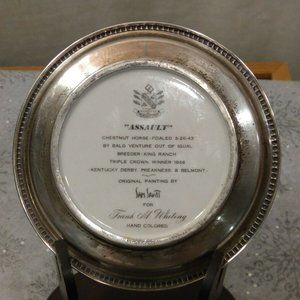 "ASSAULT"
CHESTNUT HORSE-FOALED 3-26-43
BY BALD VENTURE OUT OF IGUAL
BREEDER-KING RANCH
TRIPLE CROWN WINNER 1946
-KENTUCKY DERBY, PREAKNESS & BELMONT-
ORIGINAL PAINTING BY
FOR
Frank M Whiting
HAND COLORED